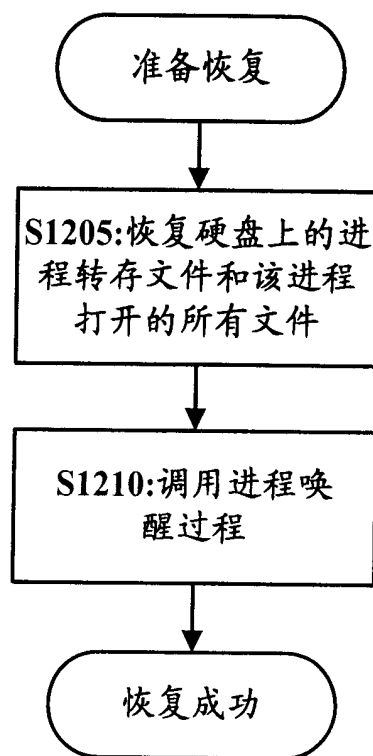 准备恢复
S1205:恢复硬盘上的进
程转存文件和该进程
打开的所有文件
S1210:调用进程唤
醒过程
恢复成功